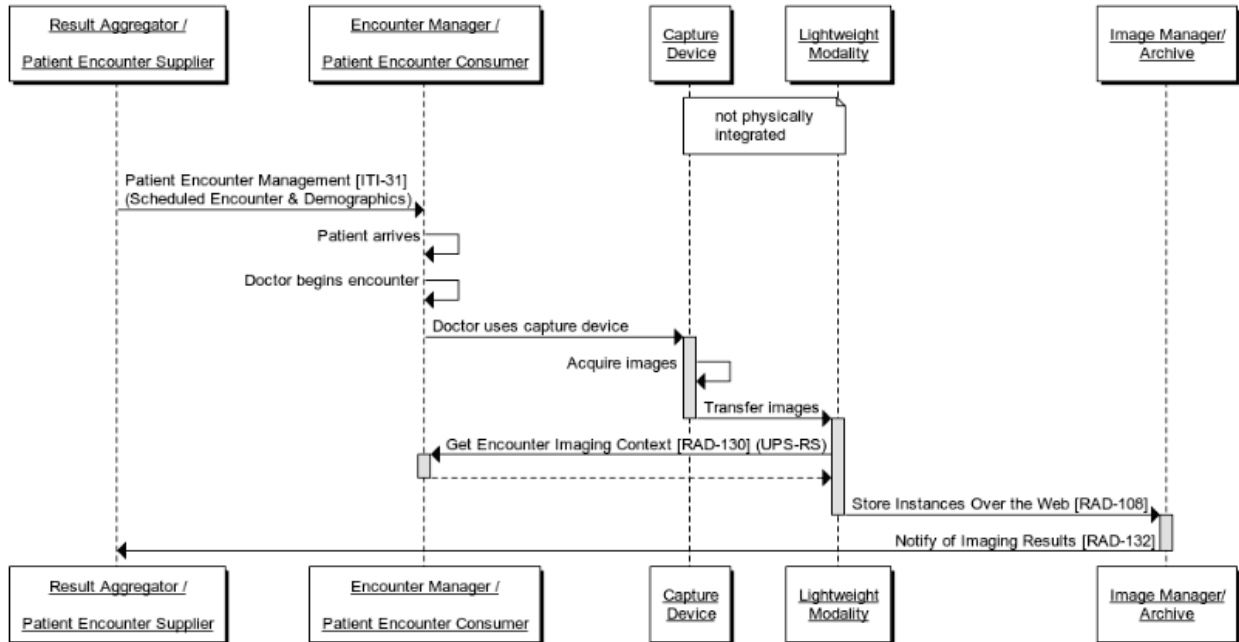 Result Aggregator /
Patient Encounter Supplier
Encounter Manager /
Patient Encounter Consumer
Capture
Device
Lightweight
Modality
Image Manager/
Archive
not physically
integrated
Patient Encounter Management [ITI-31]
(Scheduled Encounter & Demographics)
Patient arrives
Doctor begins encounter
Doctor uses capture device
Acquire images
Transfer images
Get Encounter Imaging Context [RAD-130] (UPS-RS)
Store Instances Over the Web [RAD-108]
Notify of Imaging Results [RAD-132]
Result Aggregator /
Patient Encounter Supplier
Encounter Manager /
Patient Encounter Consumer
Capture
Device
Lightweight
Modality
Image Manager/
Archive